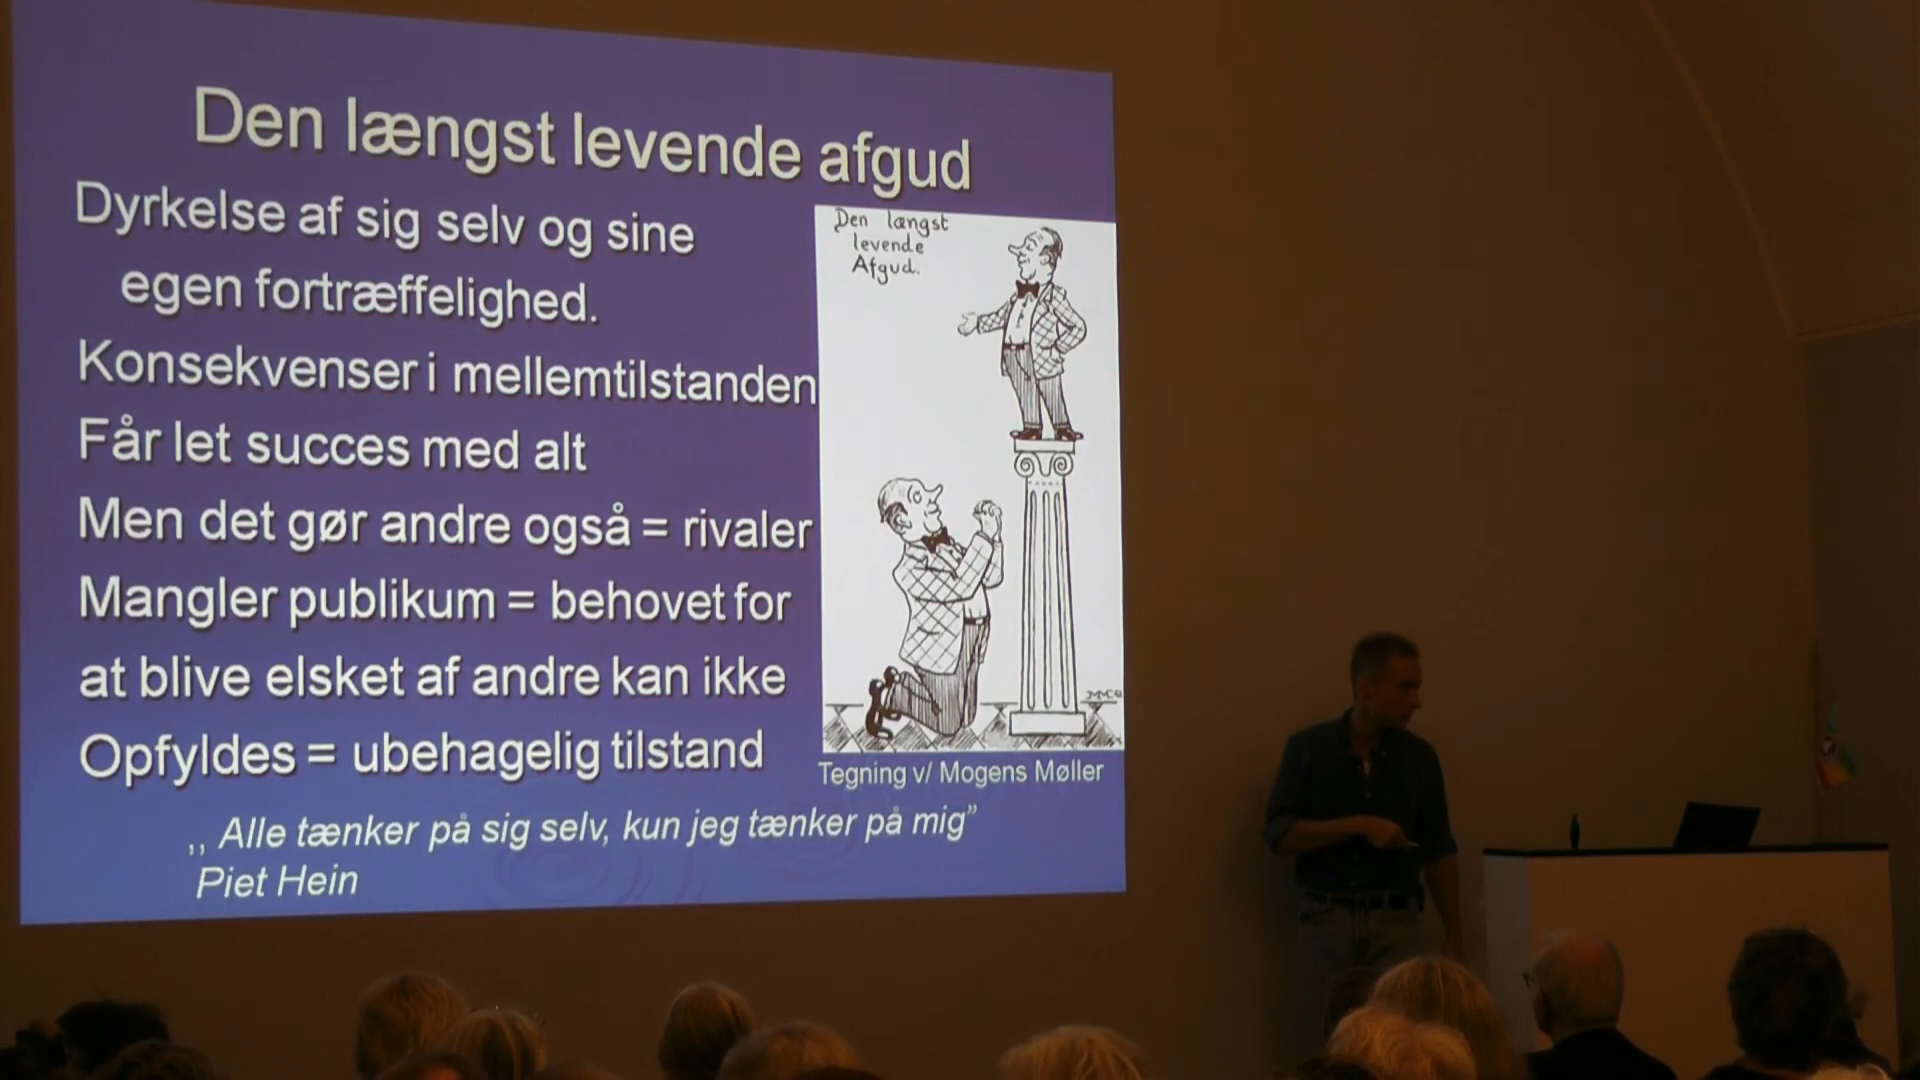 Den længst levende afgud
Dyrkelse af sig selv og sine
egen fortræffelighed.
Konsekvenser i mellemtilstanden
Får let succes med alt
Men det gør andre også = rivaler
Mangler publikum = behovet for
at blive elsket af andre kan ikke
Opfyldes = ubehagelig tilstand
Den længst
levende
Afgud.
Tegning v/ Mogens Møller
,, Alle tænker på sig selv, kun jeg tænker på mig”
Piet Hein